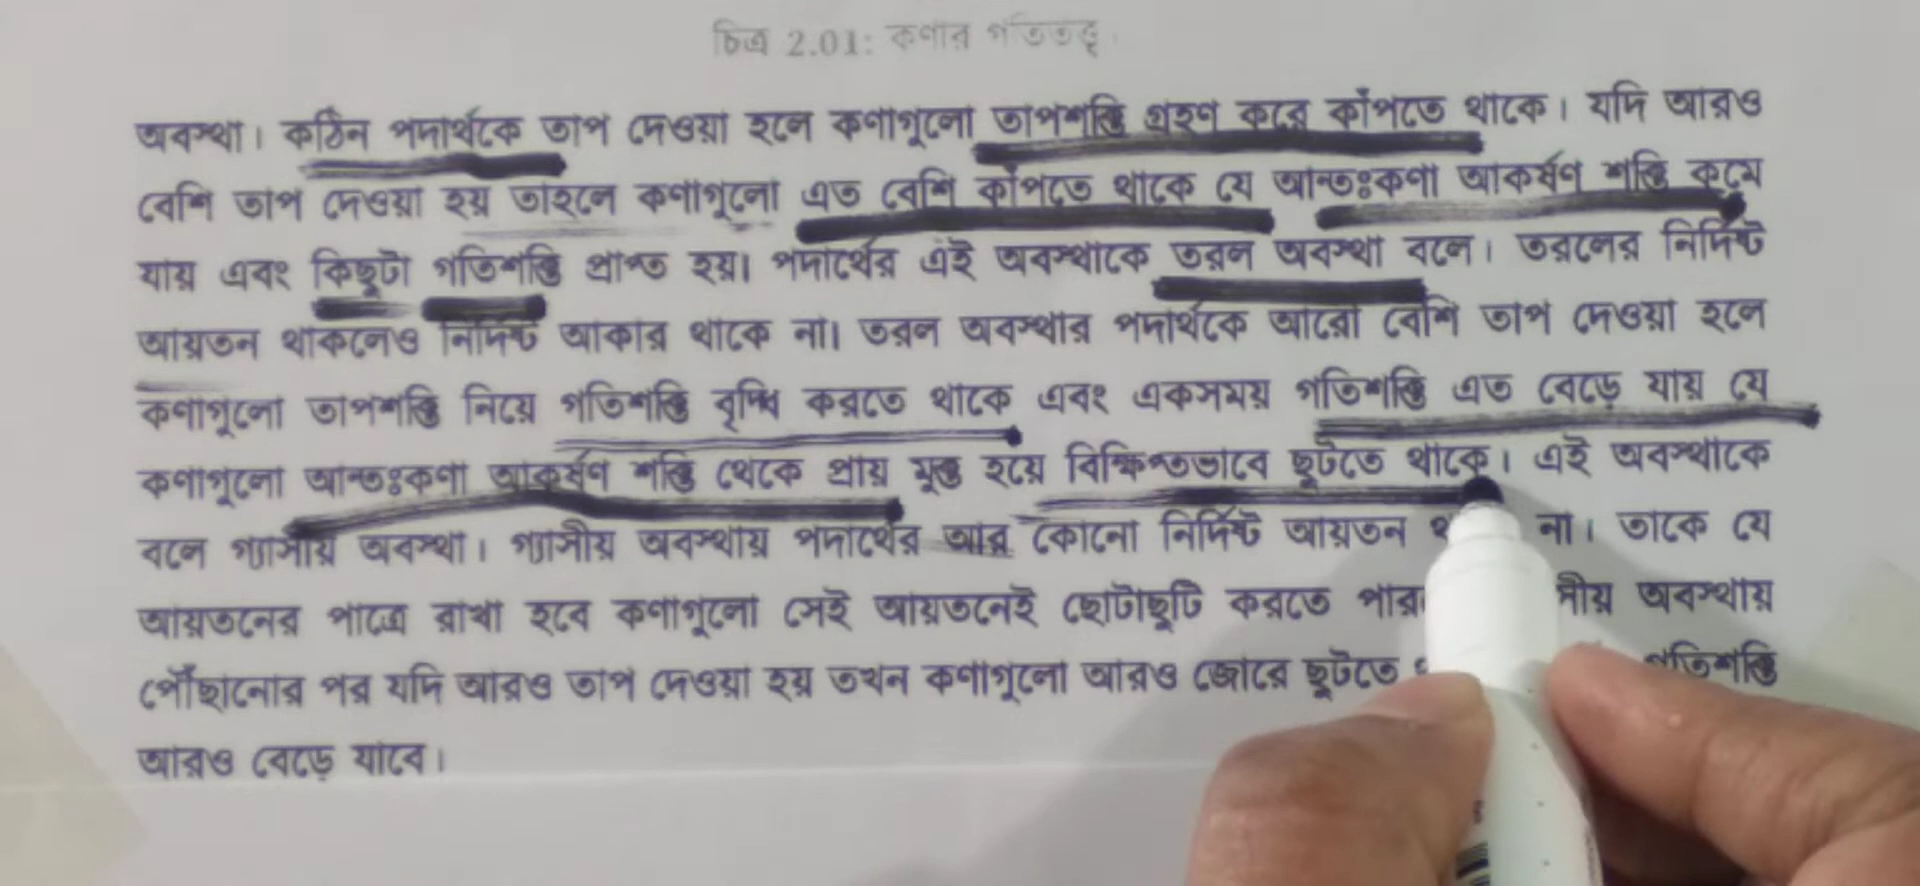 চিত্র 2.01: কণার গতিতত্ত্ব
অবস্থা। কঠিন পদার্থকে তাপ দেওয়া হলে কণাগুলো তাপশক্তি গ্রহণ করে কাঁপতে থাকে। যদি আরও
বেশি তাপ দেওয়া হয় তাহলে কণাগুলো এত বেশি কাঁপতে থাকে যে আন্তঃকণা আকর্ষণ শক্তি কমে
যায় এবং কিছুটা গতিশক্তি প্রাপ্ত হয়। পদার্থের এই অবস্থাকে তরল অবস্থা বলে। তরলের নির্দিষ্ট
আয়তন থাকলেও নির্দিষ্ট আকার থাকে না। তরল অবস্থার পদার্থকে আরো বেশি তাপ দেওয়া হলে
কণাগুলো তাপশক্তি নিয়ে গতিশক্তি বৃদ্ধি করতে থাকে এবং একসময় গতিশক্তি এত বেড়ে যায় যে
কণাগুলো আন্তঃকণা আকর্ষণ শক্তি থেকে প্রায় মুক্ত হয়ে বিক্ষিপ্তভাবে ছুটতে থাকে। এই অবস্থাকে
বলে গ্যাসীয় অবস্থা। গ্যাসীয় অবস্থায় পদার্থের আর কোনো নির্দিষ্ট আয়তন না। তাকে যে
আয়তনের পাত্রে রাখা হবে কণাগুলো সেই আয়তনেই ছোটাছুটি করতে অবস্থায়
পৌঁছানোর পর যদি আরও তাপ দেওয়া হয় তখন কণাগুলো আরও জোরে ছুটতে গতিশক্তি
আরও বেড়ে যাবে।